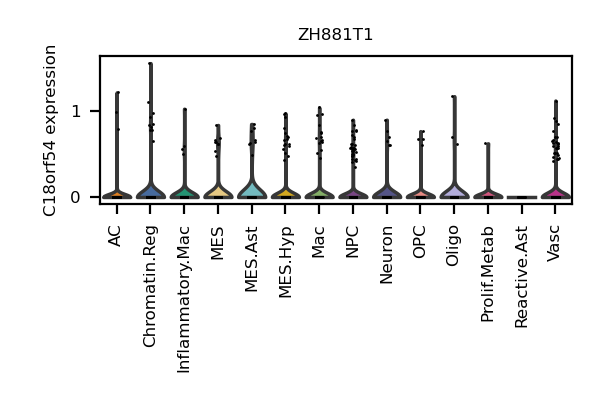 ZH881T1
C18orf54 expression
1
0
AC
Chromatin.Reg
Inflammatory.Mac
MES
MES.Ast
MES.Hyp
Mac
NPC
Neuron
OPC
Oligo
Prolif.Metab
Reactive.Ast
Vasc